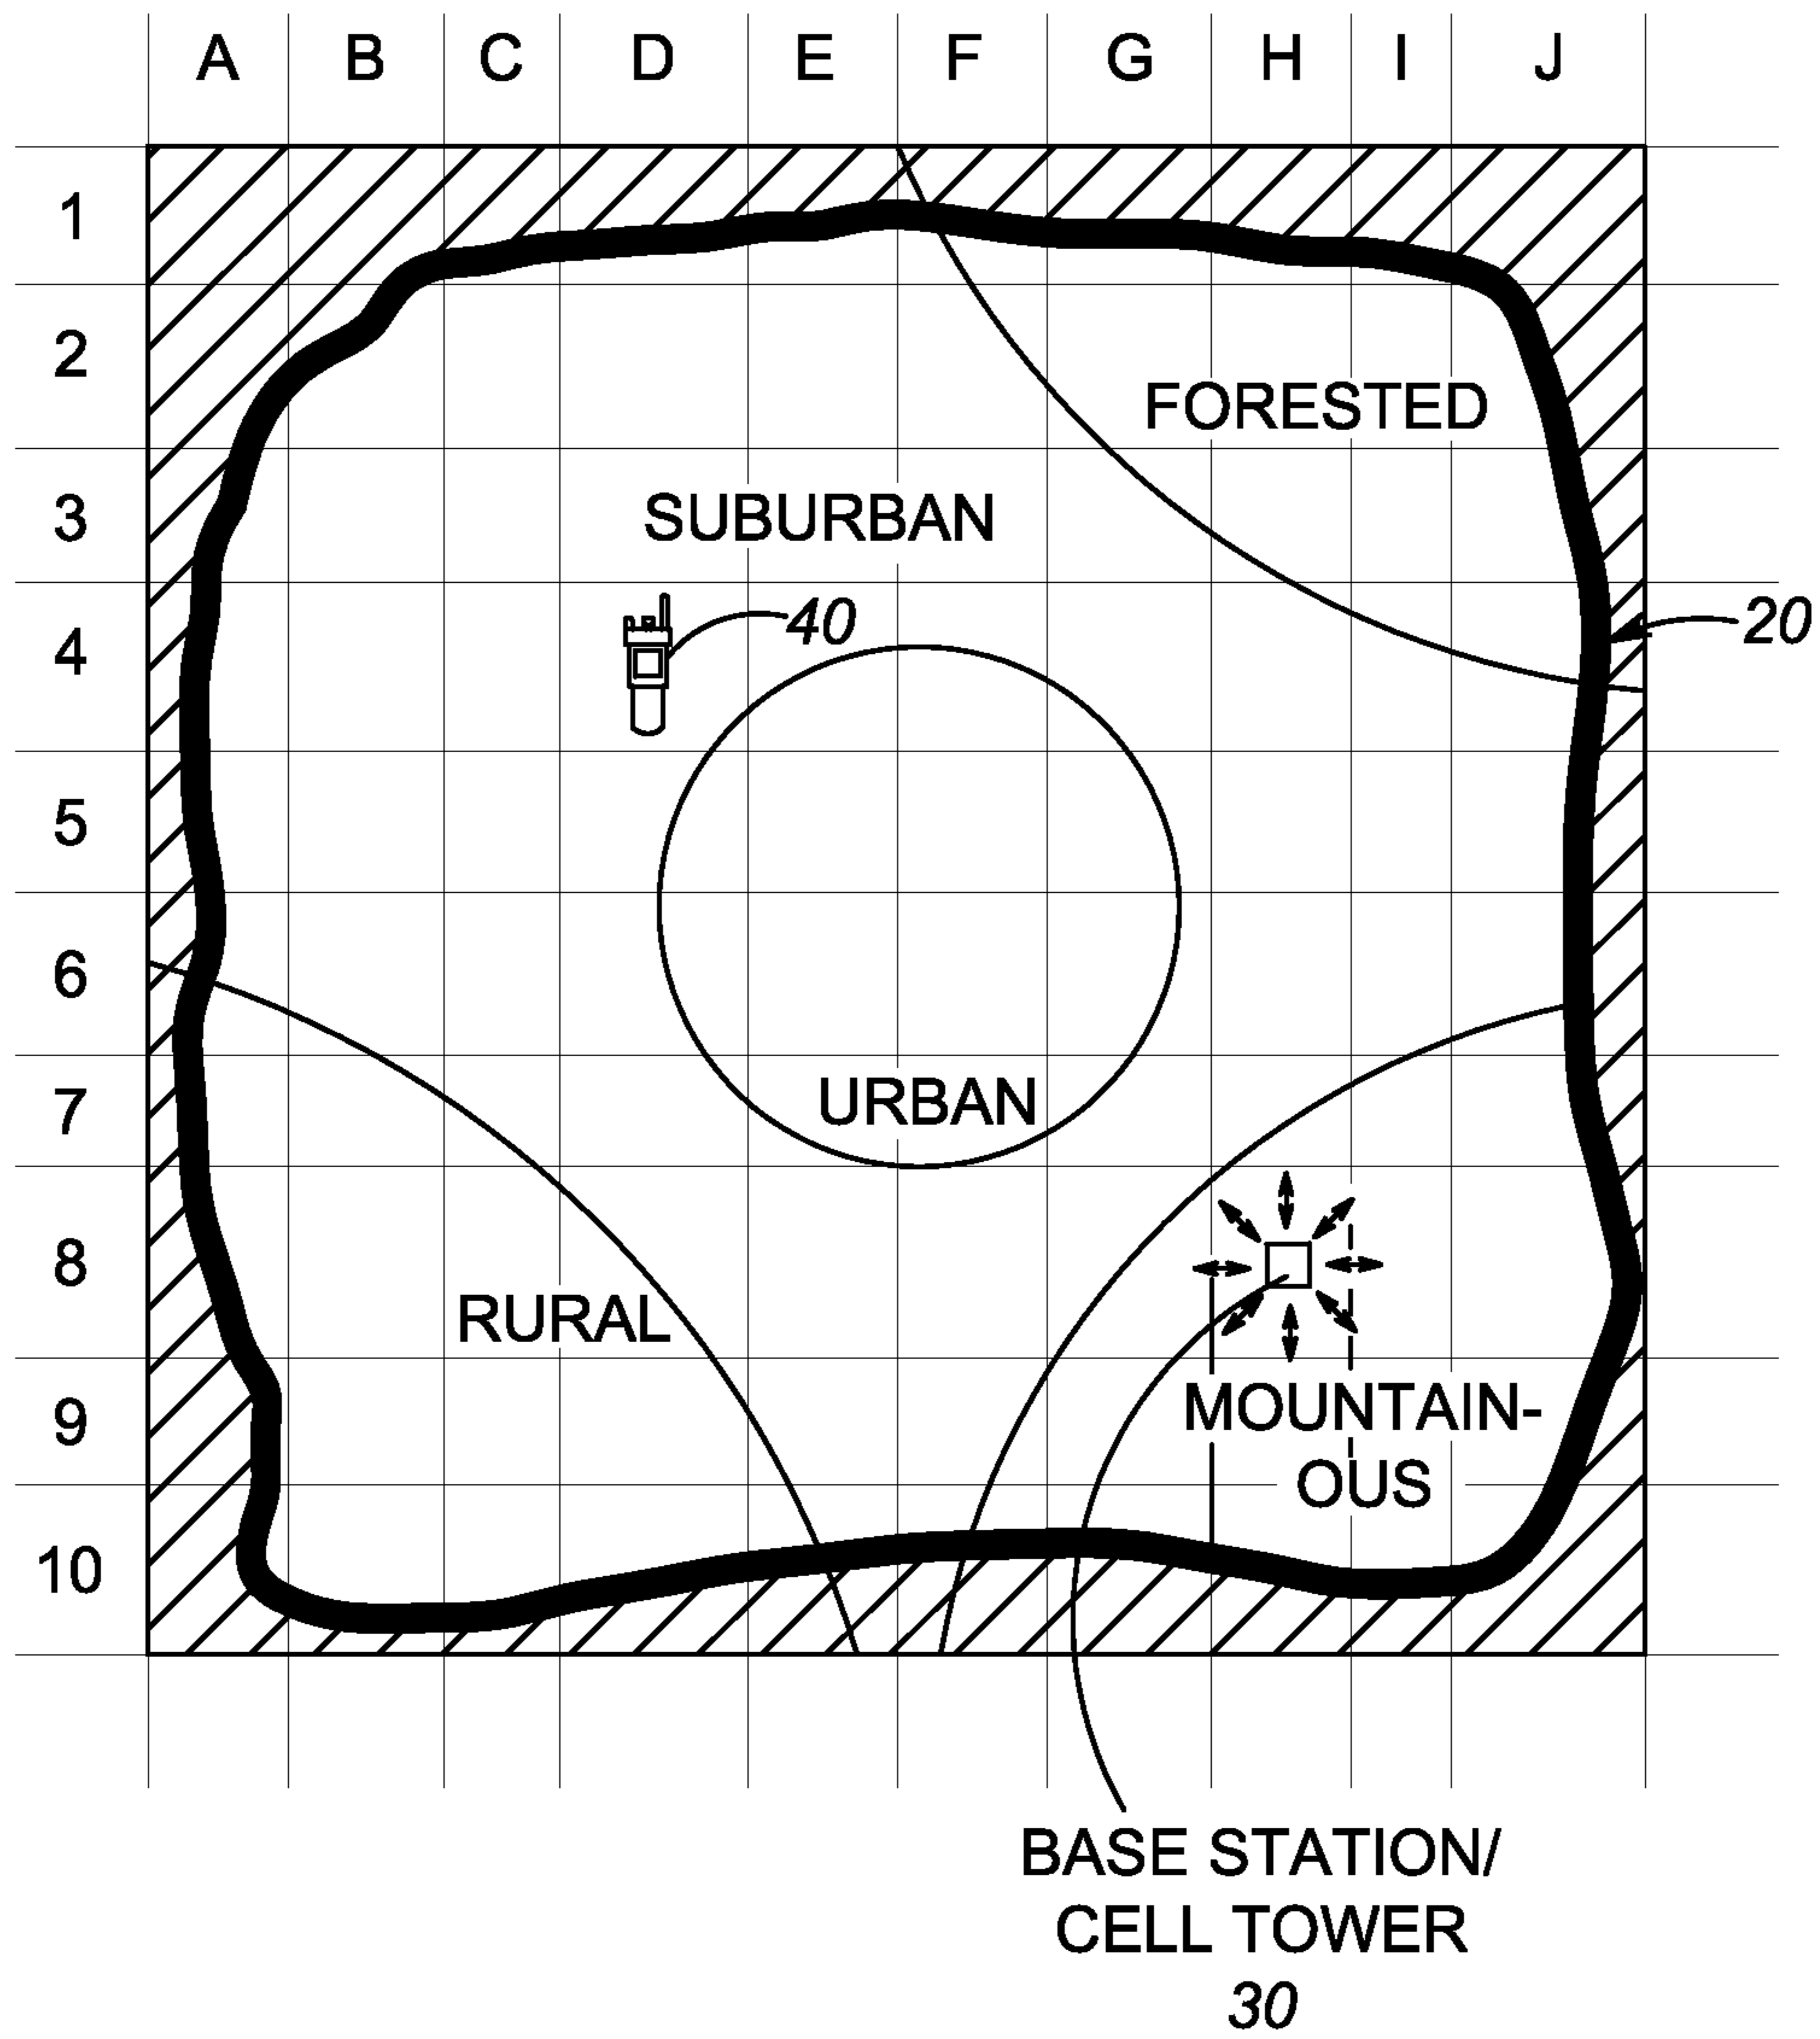 A B C D E F G H I J
1
2
FORESTED
3
SUBURBAN
4
40
20
5
6
7
URBAN
8
RURAL
9
MOUNTAIN-
OUS
10
BASE STATION/
CELL TOWER
30